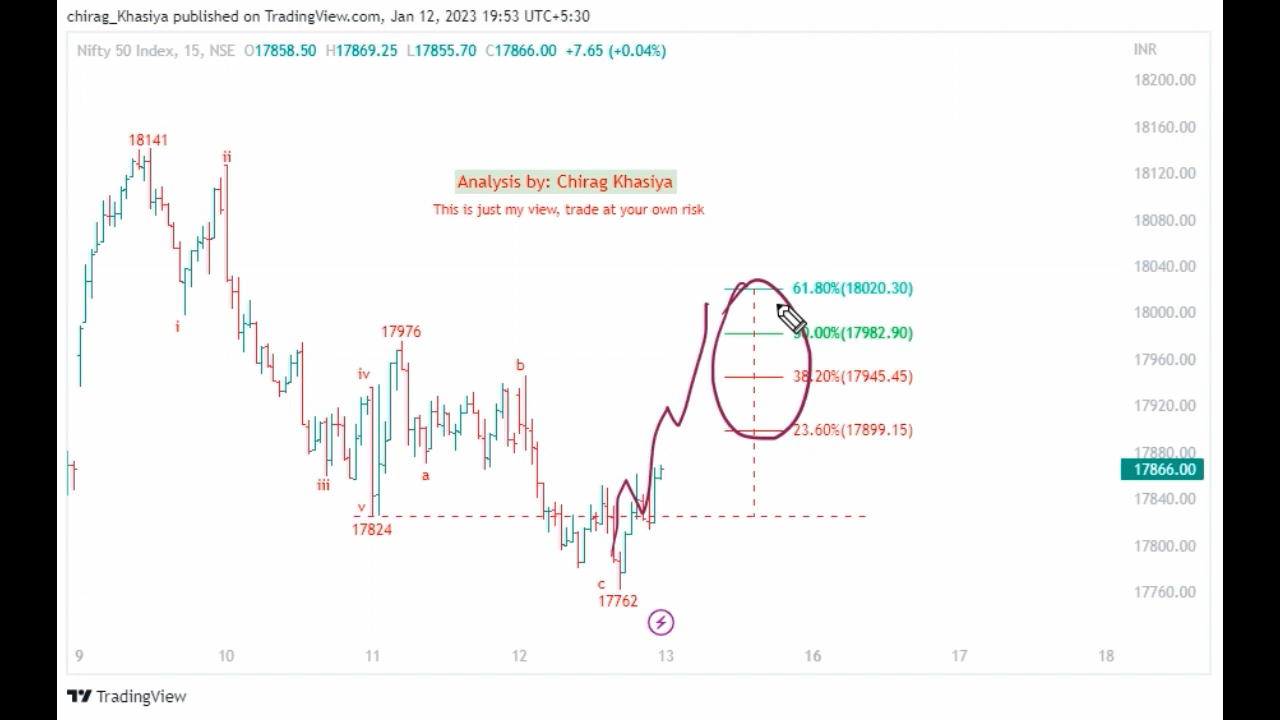 chirag_Khasiya published on TradingView.com, Jan 12, 2023 19:53 UTC+5:30
Nifty 50 Index, 15, NSE O17858.50 H17869.25 L17855.70 C17866.00 +7.65 (+0.04%)
INR
18200.00
18160.00
18141
ii
18120.00
Analysis by: Chirag Khasiya
This is just my view, trade at your own risk
18080.00
18040.00
61.80%(18020.30)
18000.00
i
17976
.00%(17982.90)
17960.00
b
iv
38.20%(17945.45)
17920.00
23.60%(17899.15)
17880.00
17866.00
a
iii
17840.00
v
17824
17800.00
c
17762
17760.00
9 10 11 12 13 16 17 18
TradingView